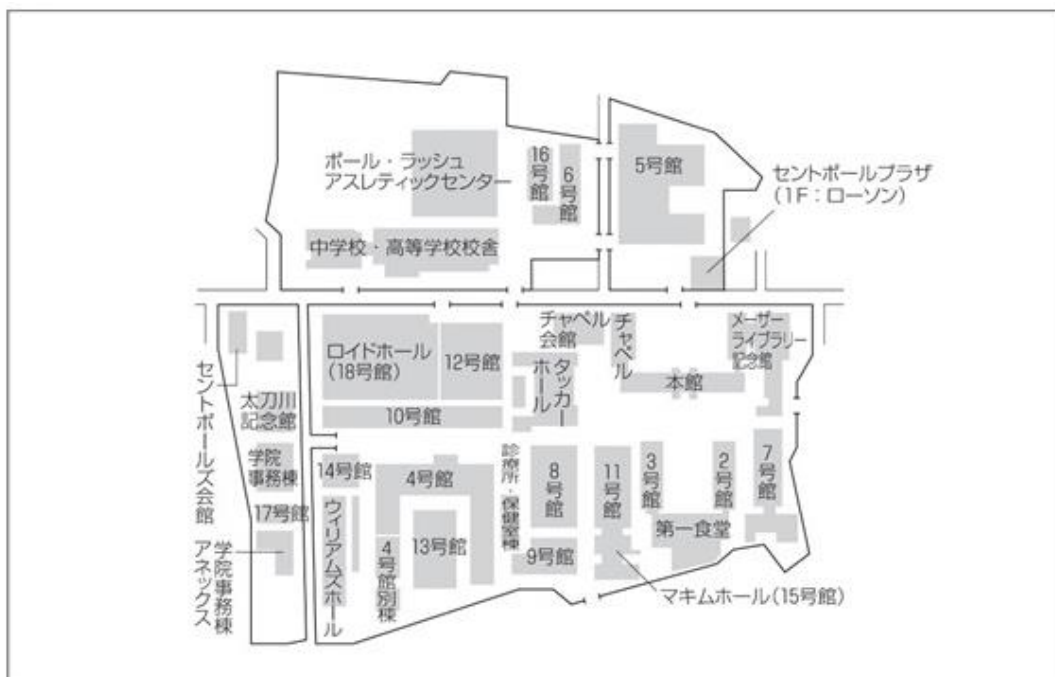 ポール・ラッシュ
アスレティックセンター
16号館
6号館
5号館
セントポールプラザ
(1F：ローソン)
中学校・高等学校校舎
チャペル
会館
チャペル
メーザー
ライブラリー
記念館
ロイドホール
(18号館)
12号館
タッカー
ホール
本館
セントポールズ会館
太刀川
記念館
10号館
学院
事務棟
14号館
4号館
診療所・保健室棟
8号館
11号館
3号館
2号館
7号館
17号館
ウィリアムズホール
13号館
第一食堂
学院事務棟
アネックス
4号館別棟
9号館
マキムホール(15号館)